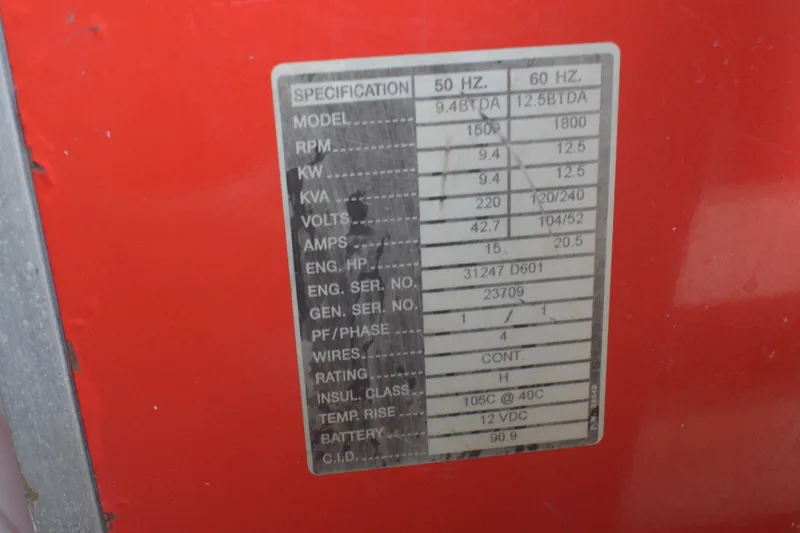 SPECIFICATION 50 HZ. 60 HZ.
MODEL 9.4BTDA 12.5BTDA
RPM 1500 1800
KW 9.4 12.5
KVA 9.4 12.5
VOLTS 220 120/240
AMPS 42.7 104/52
ENG. HP 15 20.5
ENG. SER. NO. 31247 D601
GEN. SER. NO. 23709
PF/PHASE 1 / 1
WIRES 4
RATING CONT.
INSUL. CLASS H
TEMP. RISE 105C @ 40C
BATTERY 12 VDC
C.I.D. 90.9